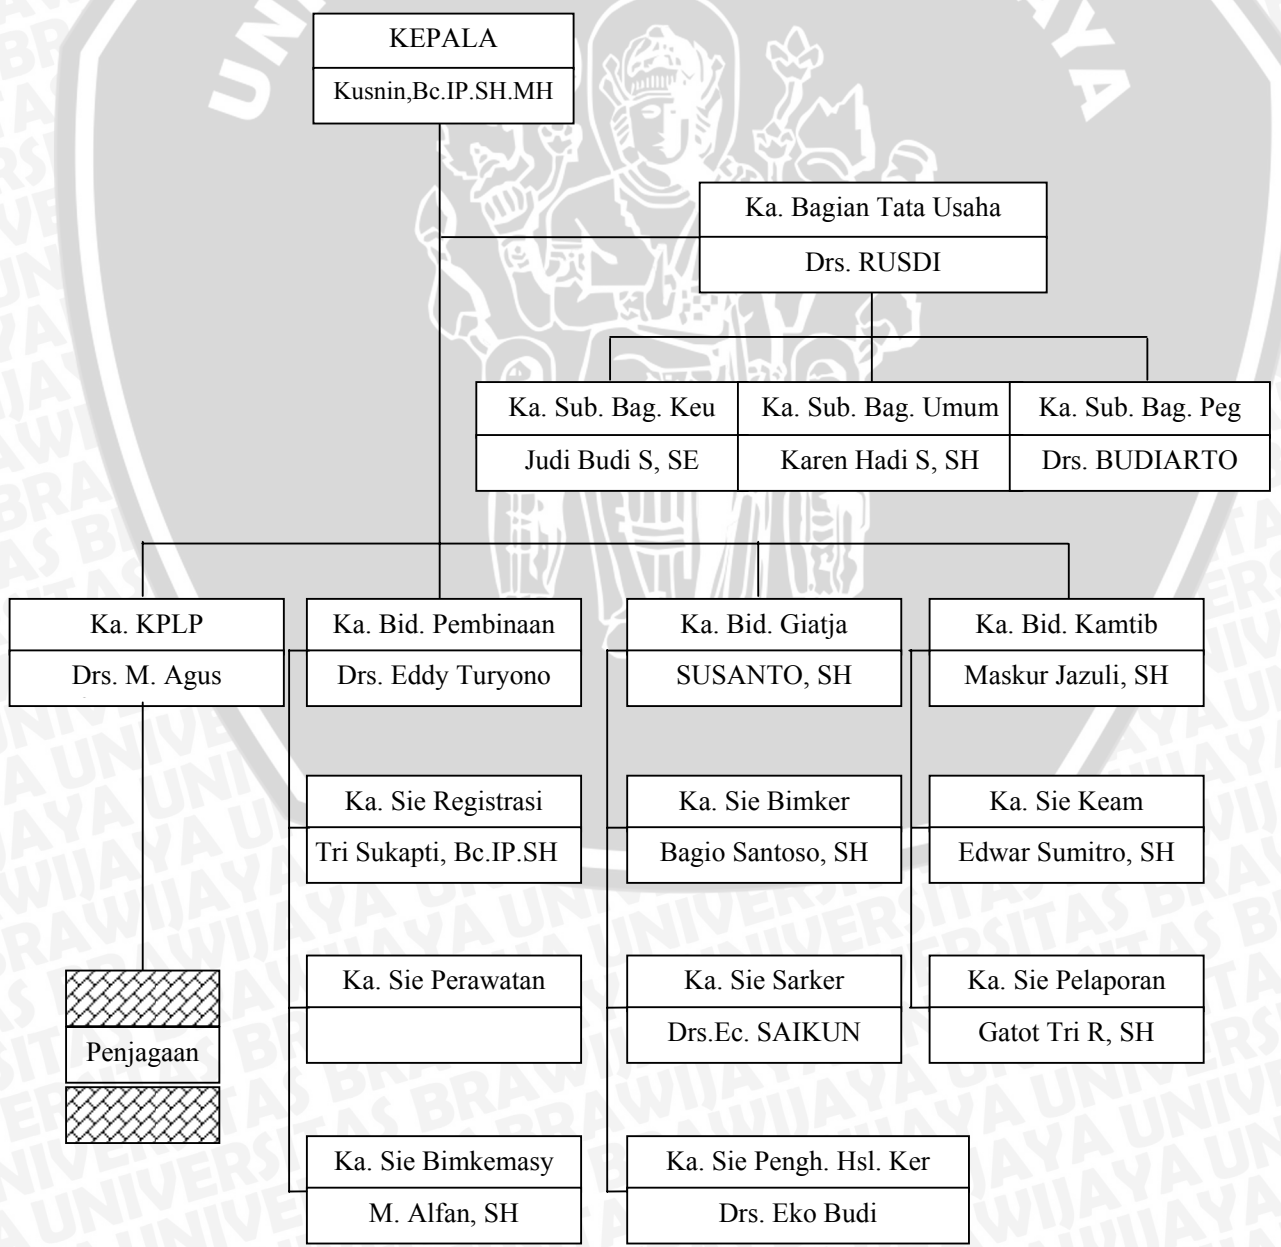 KEPALA
Kusnin,Bc.IP.SH.MH
Ka. Bagian Tata Usaha
Drs. RUSDI
Ka. Sub. Bag. Keu
Judi Budi S, SE
Ka. Sub. Bag. Umum
Karen Hadi S, SH
Ka. Sub. Bag. Peg
Drs. BUDIARTO
Ka. KPLP
Drs. M. Agus
Ka. Bid. Pembinaan
Drs. Eddy Turyono
Ka. Bid. Giatja
SUSANTO, SH
Ka. Bid. Kamtib
Maskur Jazuli, SH
Ka. Sie Registrasi
Tri Sukapti, Bc.IP.SH
Ka. Sie Bimker
Bagio Santoso, SH
Ka. Sie Keam
Edwar Sumitro, SH
Ka. Sie Perawatan
Ka. Sie Sarker
Drs.Ec. SAIKUN
Ka. Sie Pelaporan
Gatot Tri R, SH
Penjagaan
Ka. Sie Bimkemasy
M. Alfan, SH
Ka. Sie Pengh. Hsl. Ker
Drs. Eko Budi